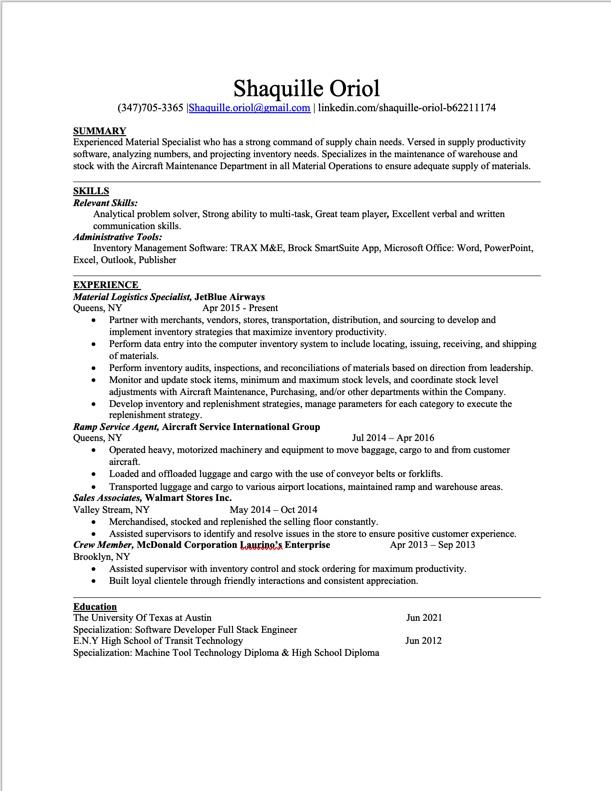 Shaquille Oriol
(347)705-3365 |Shaquille.oriol@gmail.com | linkedin.com/shaquille-oriol-b62211174
SUMMARY
Experienced Material Specialist who has a strong command of supply chain needs. Versed in supply productivity
software, analyzing numbers, and projecting inventory needs. Specializes in the maintenance of warehouse and
stock with the Aircraft Maintenance Department in all Material Operations to ensure adequate supply of materials.
SKILLS
Relevant Skills:
Analytical problem solver, Strong ability to multi-task, Great team player, Excellent verbal and written
communication skills.
Administrative Tools:
Inventory Management Software: TRAX M&E, Brock SmartSuite App, Microsoft Office: Word, PowerPoint,
Excel, Outlook, Publisher
EXPERIENCE
Material Logistics Specialist, JetBlue Airways
Queens, NY Apr 2015 - Present
• Partner with merchants, vendors, stores, transportation, distribution, and sourcing to develop and
implement inventory strategies that maximize inventory productivity.
• Perform data entry into the computer inventory system to include locating, issuing, receiving, and shipping
of materials.
• Perform inventory audits, inspections, and reconciliations of materials based on direction from leadership.
• Monitor and update stock items, minimum and maximum stock levels, and coordinate stock level
adjustments with Aircraft Maintenance, Purchasing, and/or other departments within the Company.
• Develop inventory and replenishment strategies, manage parameters for each category to execute the
replenishment strategy.
Ramp Service Agent, Aircraft Service International Group
Queens, NY Jul 2014 – Apr 2016
• Operated heavy, motorized machinery and equipment to move baggage, cargo to and from customer
aircraft.
• Loaded and offloaded luggage and cargo with the use of conveyor belts or forklifts.
• Transported luggage and cargo to various airport locations, maintained ramp and warehouse areas.
Sales Associates, Walmart Stores Inc.
Valley Stream, NY May 2014 – Oct 2014
• Merchandised, stocked and replenished the selling floor constantly.
• Assisted supervisors to identify and resolve issues in the store to ensure positive customer experience.
Crew Member, McDonald Corporation Laurino's Enterprise Apr 2013 – Sep 2013
Brooklyn, NY
• Assisted supervisor with inventory control and stock ordering for maximum productivity.
• Built loyal clientele through friendly interactions and consistent appreciation.
Education
The University Of Texas at Austin Jun 2021
Specialization: Software Developer Full Stack Engineer
E.N.Y High School of Transit Technology Jun 2012
Specialization: Machine Tool Technology Diploma & High School Diploma